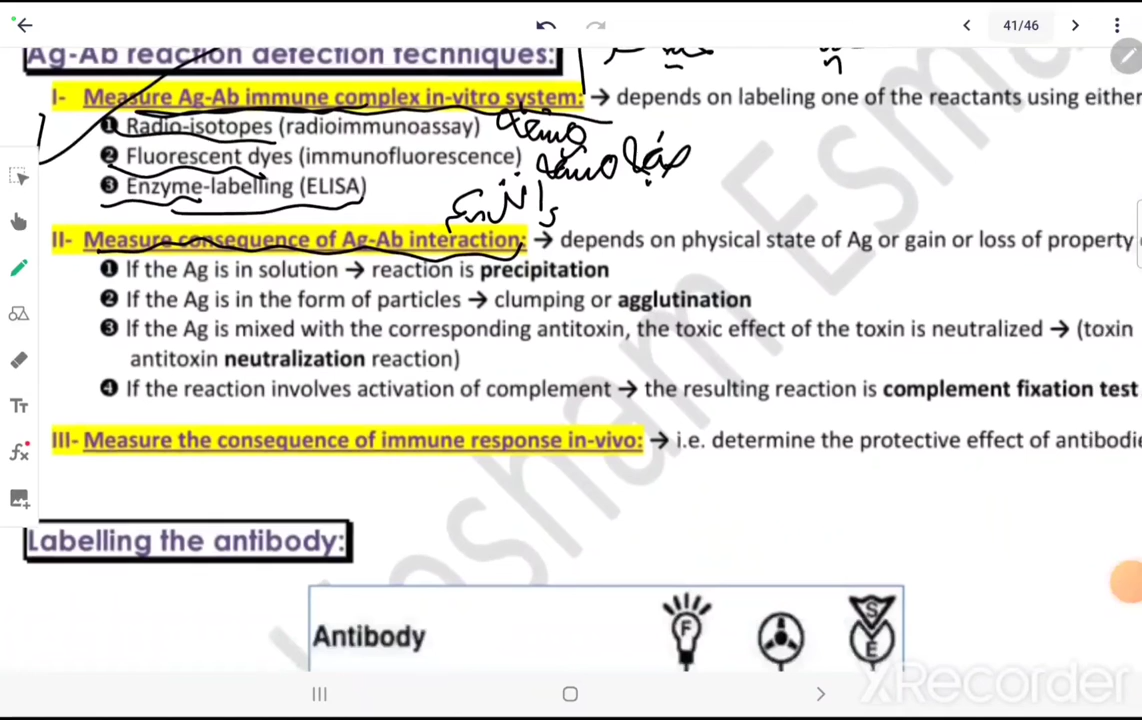 41/46
Ag-Ab reaction detection techniques:
I- Measure Ag-Ab immune complex in-vitro system: → depends on labeling one of the reactants using either
❶ Radio-isotopes (radioimmunoassay)
❷ Fluorescent dyes (immunofluorescence)
❸ Enzyme-labelling (ELISA)
II- Measure consequence of Ag-Ab interaction: → depends on physical state of Ag or gain or loss of property
❶ If the Ag is in solution → reaction is precipitation
❷ If the Ag is in the form of particles → clumping or agglutination
❸ If the Ag is mixed with the corresponding antitoxin, the toxic effect of the toxin is neutralized → (toxin
antitoxin neutralization reaction)
❹ If the reaction involves activation of complement → the resulting reaction is complement fixation test
III- Measure the consequence of immune response in-vivo: → i.e. determine the protective effect of antibodie
Labelling the antibody:
Antibody
F
S
E
Tт
fx
XRecorder